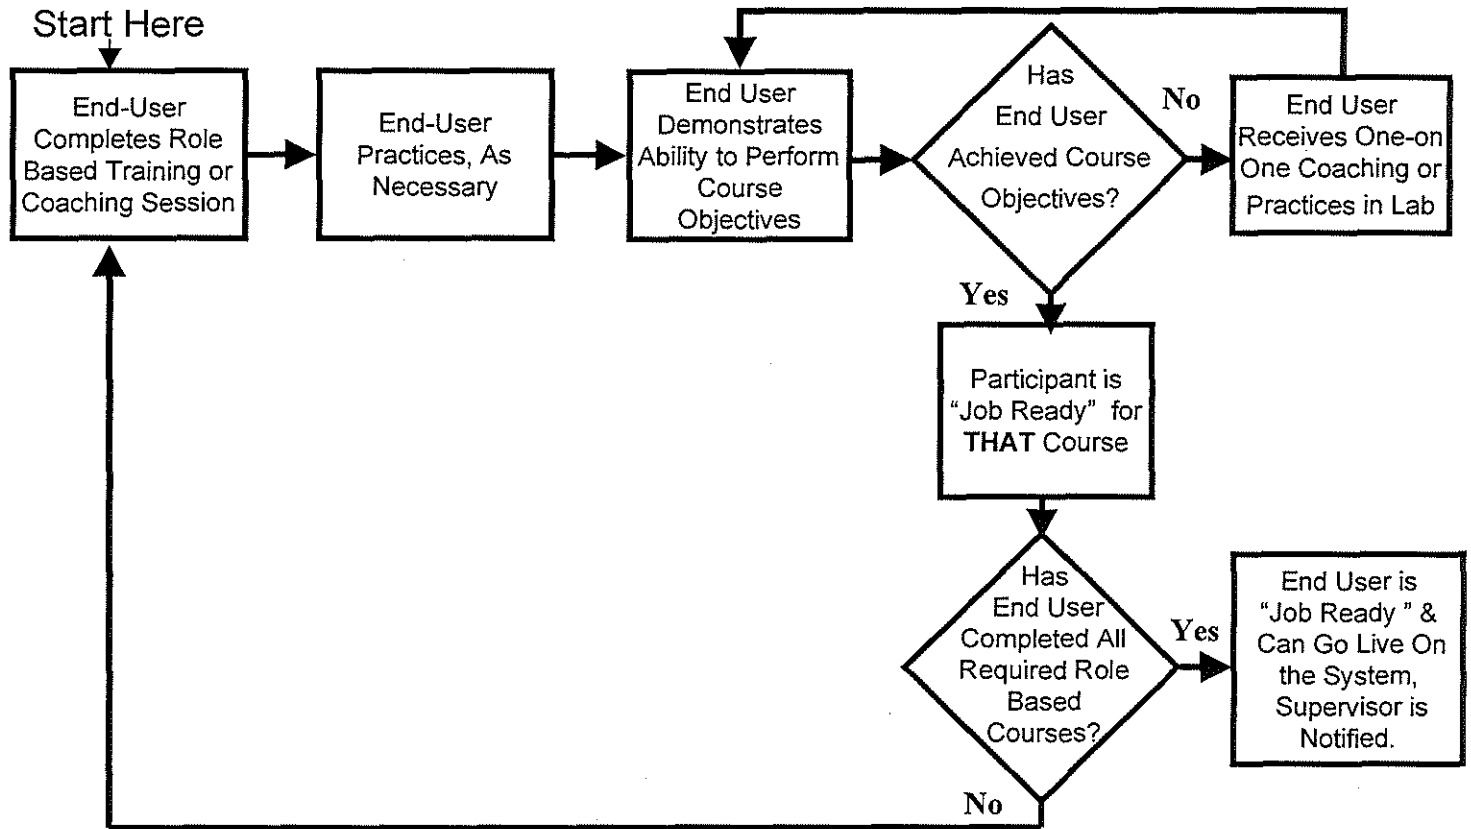 Start Here
End-User
Completes Role
Based Training or
Coaching Session
End-User
Practices, As
Necessary
End User
Demonstrates
Ability to Perform
Course
Objectives
Has
End User
Achieved Course
Objectives?
No
End User
Receives One-on
One Coaching or
Practices in Lab
Yes
Participant is
“Job Ready” for
THAT Course
Has
End User
Completed All
Required Role
Based
Courses?
Yes
End User is
“Job Ready ” &
Can Go Live On
the System,
Supervisor is
Notified.
No